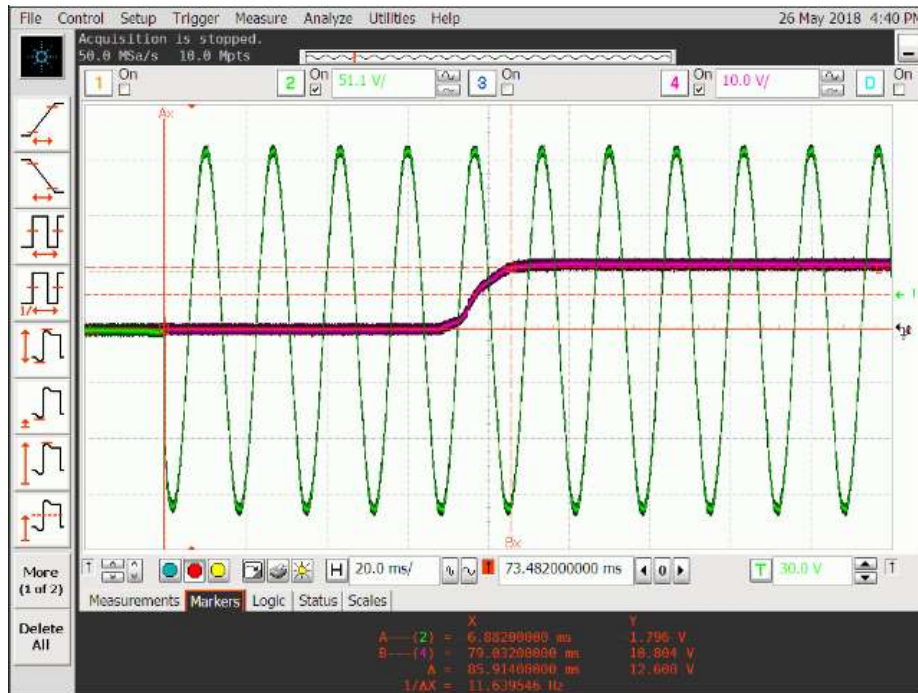 File Control Setup Trigger Measure Analyze Utilities Help 26 May 2018 4:40 PM
Acquisition is stopped.
50.0 MSa/s 10.0 Mpts
1 On 2 On 51.1 V/ 3 On 4 On 10.0 V/ D On
Ax
Bx
More
(1 of 2)
Delete
All
H 20.0 ms/ T 73.482000000 ms 0 T 30.0 V
Measurements Markers Logic Status Scales
X Y
A---(2) = 6.88200000 ms 1.796 V
B---(4) = 79.03200000 ms 10.804 V
Δ = 85.91400000 ms 12.600 V
1/ΔX = 11.639546 Hz